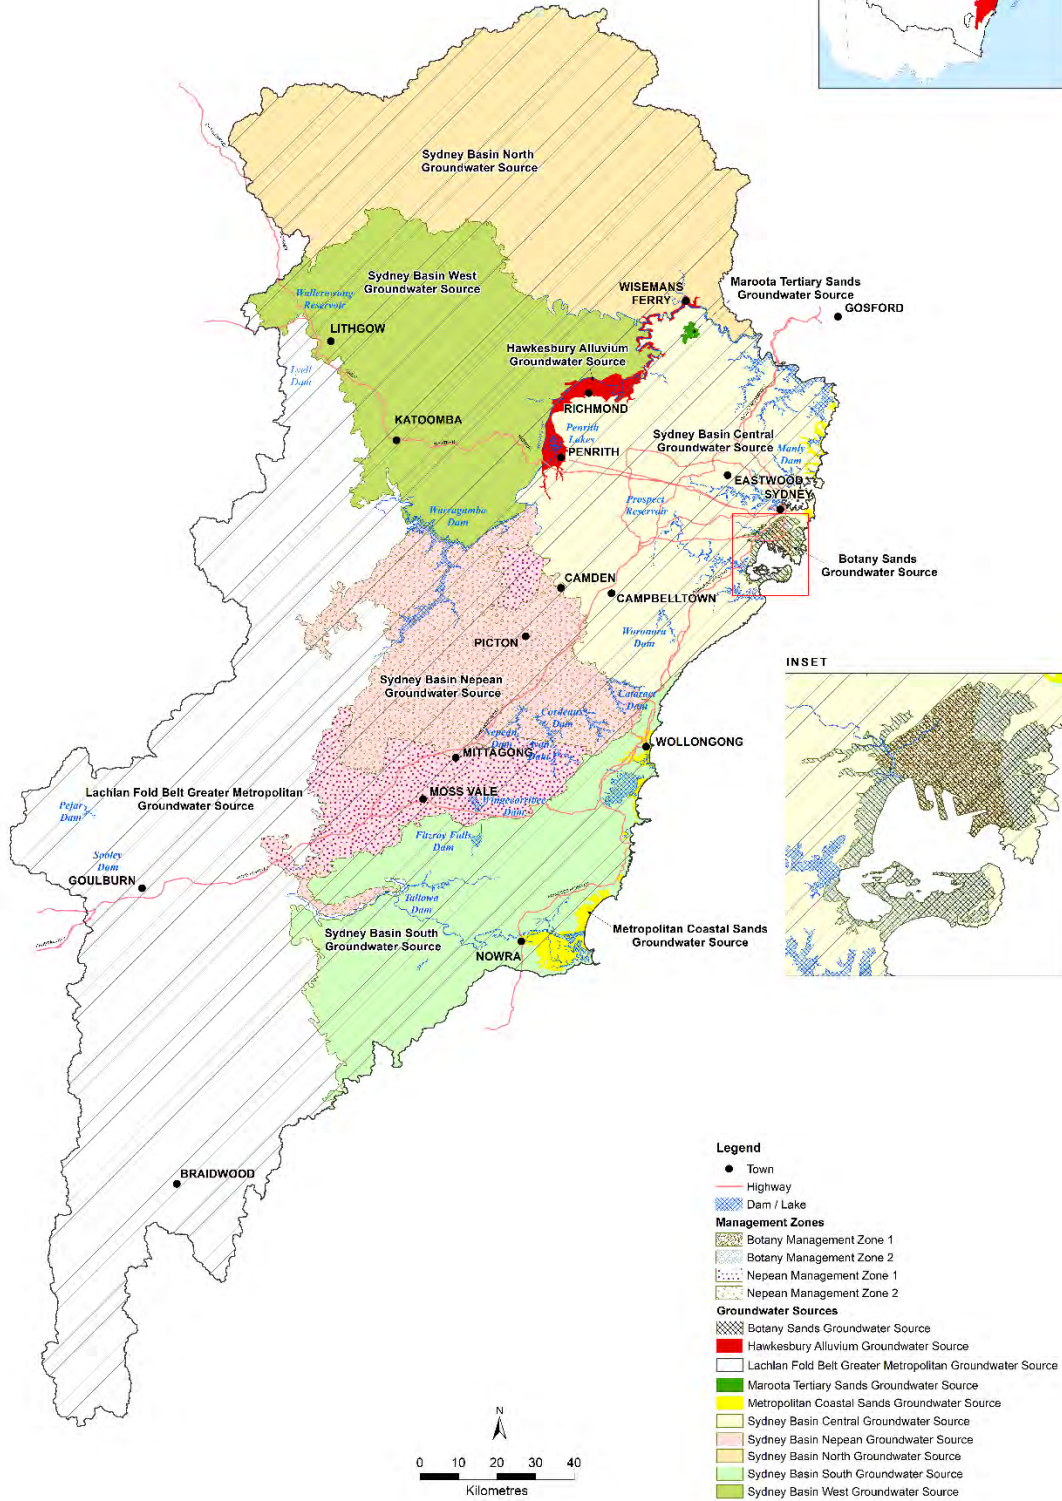 Sydney Basin North
Groundwater Source
Sydney Basin West
Groundwater Source
Wallerawang
Reservoir
LITHGOW
Lyell
Dam
WISEMANS
FERRY
Maroota Tertiary Sands
Groundwater Source
GOSFORD
Hawkesbury Alluvium
Groundwater Source
RICHMOND
KATOOMBA
Penrith
Lakes
PENRITH
Sydney Basin Central
Groundwater Source
Manly
Dam
EASTWOOD
SYDNEY
Prospect
Reservoir
Warragamba
Dam
Botany Sands
Groundwater Source
CAMDEN
CAMPBELLTOWN
Woronora
Dam
PICTON
INSET
Sydney Basin Nepean
Groundwater Source
Cataract
Dam
Cordeaux
Dam
Nepean
Dam
Avon
Dam
WOLLONGONG
MITTAGONG
MOSS VALE
Wingecarribee
Dam
Lachlan Fold Belt Greater Metropolitan
Groundwater Source
Pejar
Dam
Fitzroy Falls
Dam
Sooley
Dam
GOULBURN
Tallowa
Dam
Sydney Basin South
Groundwater Source
Metropolitan Coastal Sands
Groundwater Source
NOWRA
BRAIDWOOD
Legend
Town
Highway
Dam / Lake
Management Zones
Botany Management Zone 1
Botany Management Zone 2
Nepean Management Zone 1
Nepean Management Zone 2
Groundwater Sources
Botany Sands Groundwater Source
Hawkesbury Alluvium Groundwater Source
Lachlan Fold Belt Greater Metropolitan Groundwater Source
Maroota Tertiary Sands Groundwater Source
Metropolitan Coastal Sands Groundwater Source
Sydney Basin Central Groundwater Source
Sydney Basin Nepean Groundwater Source
Sydney Basin North Groundwater Source
Sydney Basin South Groundwater Source
Sydney Basin West Groundwater Source
N
0 10 20 30 40
Kilometres